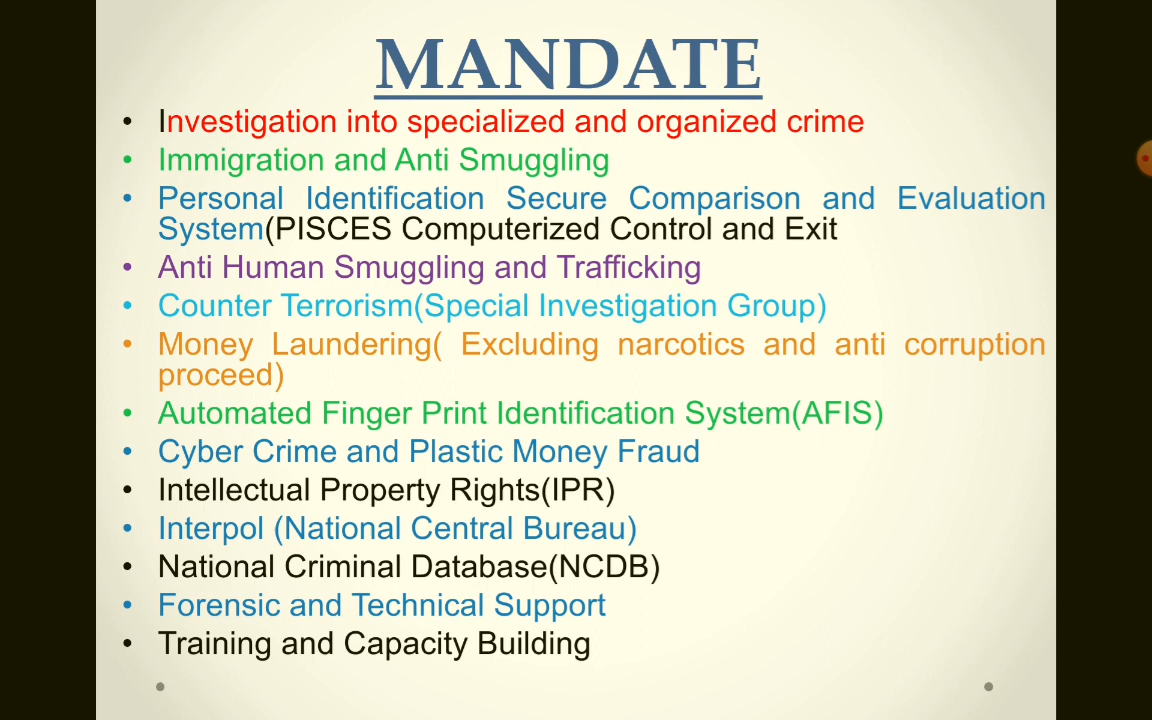 MANDATE
• Investigation into specialized and organized crime
• Immigration and Anti Smuggling
• Personal Identification Secure Comparison and Evaluation
System(PISCES Computerized Control and Exit
• Anti Human Smuggling and Trafficking
• Counter Terrorism(Special Investigation Group)
• Money Laundering( Excluding narcotics and anti corruption
proceed)
• Automated Finger Print Identification System(AFIS)
• Cyber Crime and Plastic Money Fraud
• Intellectual Property Rights(IPR)
• Interpol (National Central Bureau)
• National Criminal Database(NCDB)
• Forensic and Technical Support
• Training and Capacity Building